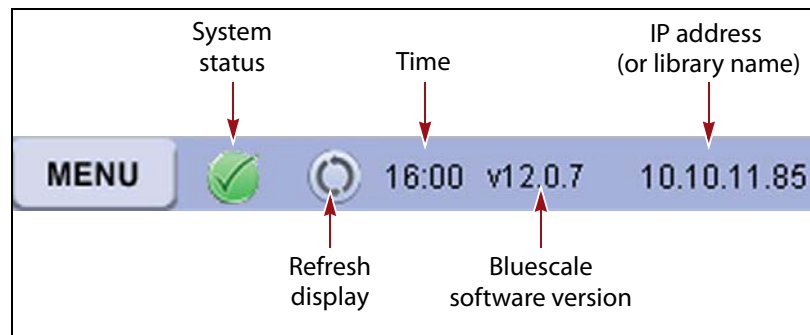 System
status
Time
IP address
(or library name)
MENU 16:00 v12.0.7 10.10.11.85
Refresh
display
Bluescale
software version